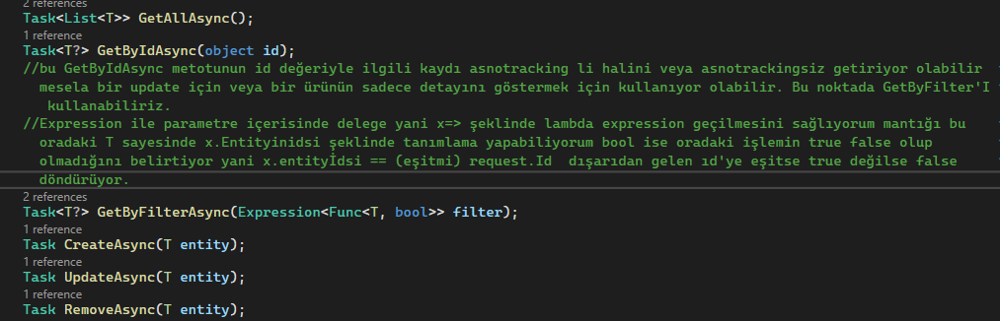 2 references
Task<List<T>> GetAllAsync();
1 reference
Task<T?> GetByIdAsync(object id);
//bu GetByIdAsync metotunun id değeriyle ilgili kaydı asnotracking li halini veya asnotrackingsiz getiriyor olabilir
mesela bir update için veya bir ürünün sadece detayını göstermek için kullanıyor olabilir. Bu noktada GetByFilter'I
kullanabiliriz.
//Expression ile parametre içerisinde delege yani x=> şeklinde lambda expression geçilmesini sağlıyorum mantığı bu
oradaki T sayesinde x.Entityinidsi şeklinde tanımlama yapabiliyorum bool ise oradaki işlemin true false olup
olmadığını belirtiyor yani x.entityİdsi == (eşitmi) request.Id dışarıdan gelen ıd'ye eşitse true değilse false
döndürüyor.
2 references
Task<T?> GetByFilterAsync(Expression<Func<T, bool>> filter);
1 reference
Task CreateAsync(T entity);
1 reference
Task UpdateAsync(T entity);
1 reference
Task RemoveAsync(T entity);